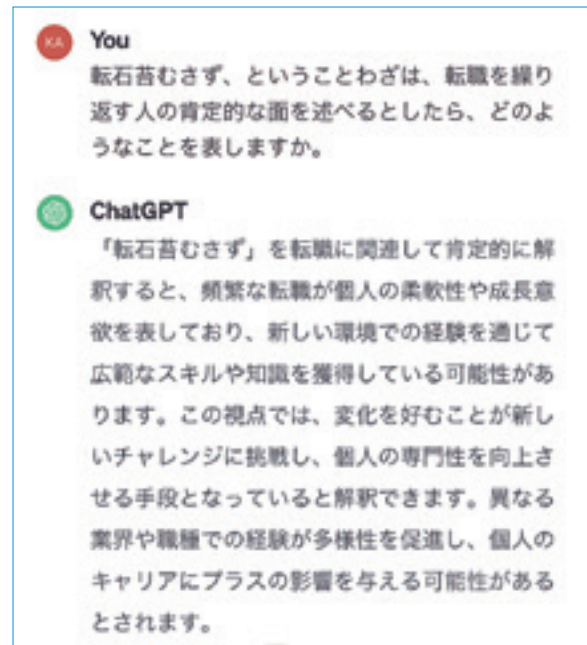 KA
You
転石苔むさず、ということわざは、転職を繰り
返す人の肯定的な面を述べるとしたら、どのよ
うなことを表しますか。
ChatGPT
「転石苔むさず」を転職に関連して肯定的に解
釈すると、頻繁な転職が個人の柔軟性や成長意
欲を表しており、新しい環境での経験を通じて
広範なスキルや知識を獲得している可能性があ
ります。この視点では、変化を好むことが新し
いチャレンジに挑戦し、個人の専門性を向上さ
せる手段となっていると解釈できます。異なる
業界や職種での経験が多様性を促進し、個人の
キャリアにプラスの影響を与える可能性がある
とされます。